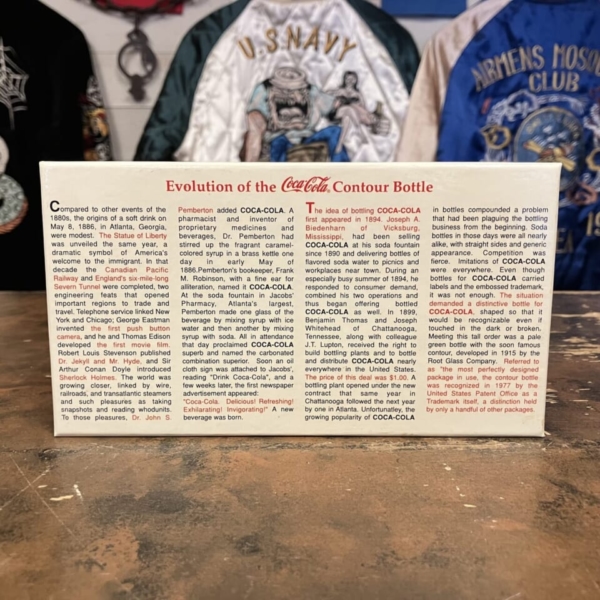 U.S NAVY
AIRMENS
CLUB
Evolution of the Coca-Cola Contour Bottle
Compared to other events of the
1880s, the origins of a soft drink on
May 8, 1886, in Atlanta, Georgia,
were modest. The Statue of Liberty
was unveiled the same year, a
dramatic symbol of America's
welcome to the immigrant. In that
decade the Canadian Pacific
Railway and England's six-mile-long
Severn Tunnel were completed, two
engineering feats that opened
important regions to trade and
travel. Telephone service linked New
York and Chicago; George Eastman
invented the first push button
camera, and he and Thomas Edison
developed the first movie film.
Robert Louis Stevenson published
Dr. Jekyll and Mr. Hyde, and Sir
Arthur Conan Doyle introduced
Sherlock Holmes. The world was
growing closer, linked by wire,
railroads, and transatlantic steamers
and such pleasures as taking
snapshots and reading whodunits.
To those pleasures, Dr. John S.
Pemberton added COCA-COLA. A
pharmacist and inventor of
proprietary medicines and
beverages, Dr. Pemberton had
stirred up the fragrant caramel-
colored syrup in a brass kettle one
day in early May of
1886.Pemberton's bookeeper, Frank
M. Robinson, with a fine ear for
alliteration, named it COCA-COLA.
At the soda fountain in Jacobs'
Pharmacy, Atlanta's largest,
Pemberton made one glass of the
beverage by mixing syrup with ice
water and then another by mixing
syrup with soda. All in attendance
that day proclaimed COCA-COLA
superb and named the carbonated
combination superior. Soon an oil
cloth sign was attached to Jacobs',
reading "Drink Coca-Cola", and a
few weeks later, the first newspaper
advertisement appeared:
"Coca-Cola. Delicious! Refreshing!
Exhilarating! Invigorating!" A new
beverage was born.
The idea of bottling COCA-COLA
first appeared in 1894. Joseph A.
Biedenharn of Vicksburg,
Mississippi, had been selling
COCA-COLA at his soda fountain
since 1890 and delivering bottles of
flavored soda water to picnics and
workplaces near town. During an
especially busy summer of 1894, he
responded to consumer demand,
combined his two operations and
thus began offering bottled
COCA-COLA as well. In 1899,
Benjamin Thomas and Joseph
Whitehead of Chattanooga,
Tennessee, along with colleague
J.T. Lupton, received the right to
build bottling plants and to bottle
and distribute COCA-COLA nearly
everywhere in the United States.
The price of this deal was $1.00. A
bottling plant opened under the new
contract that same year in
Chattanooga followed the next year
by one in Atlanta. Unfortunatley, the
growing popularity of COCA-COLA
in bottles compounded a problem
that had been plaguing the bottling
business from the beginning. Soda
bottles in those days were all nearly
alike, with straight sides and generic
appearance. Competition was
fierce. Imitations of COCA-COLA
were everywhere. Even though
bottles for COCA-COLA carried
labels and the embossed trademark,
it was not enough. The situation
demanded a distinctive bottle for
COCA-COLA, shaped so that it
would be recognizable even if
touched in the dark or broken.
Meeting this tall order was a pale
green bottle with the soon famous
contour, developed in 1915 by the
Root Glass Company. Referred to
as "the most perfectly designed
package in use, the contour bottle
was recognized in 1977 by the
United States Patent Office as a
Trademark itself, a distinction held
by only a handful of other packages.